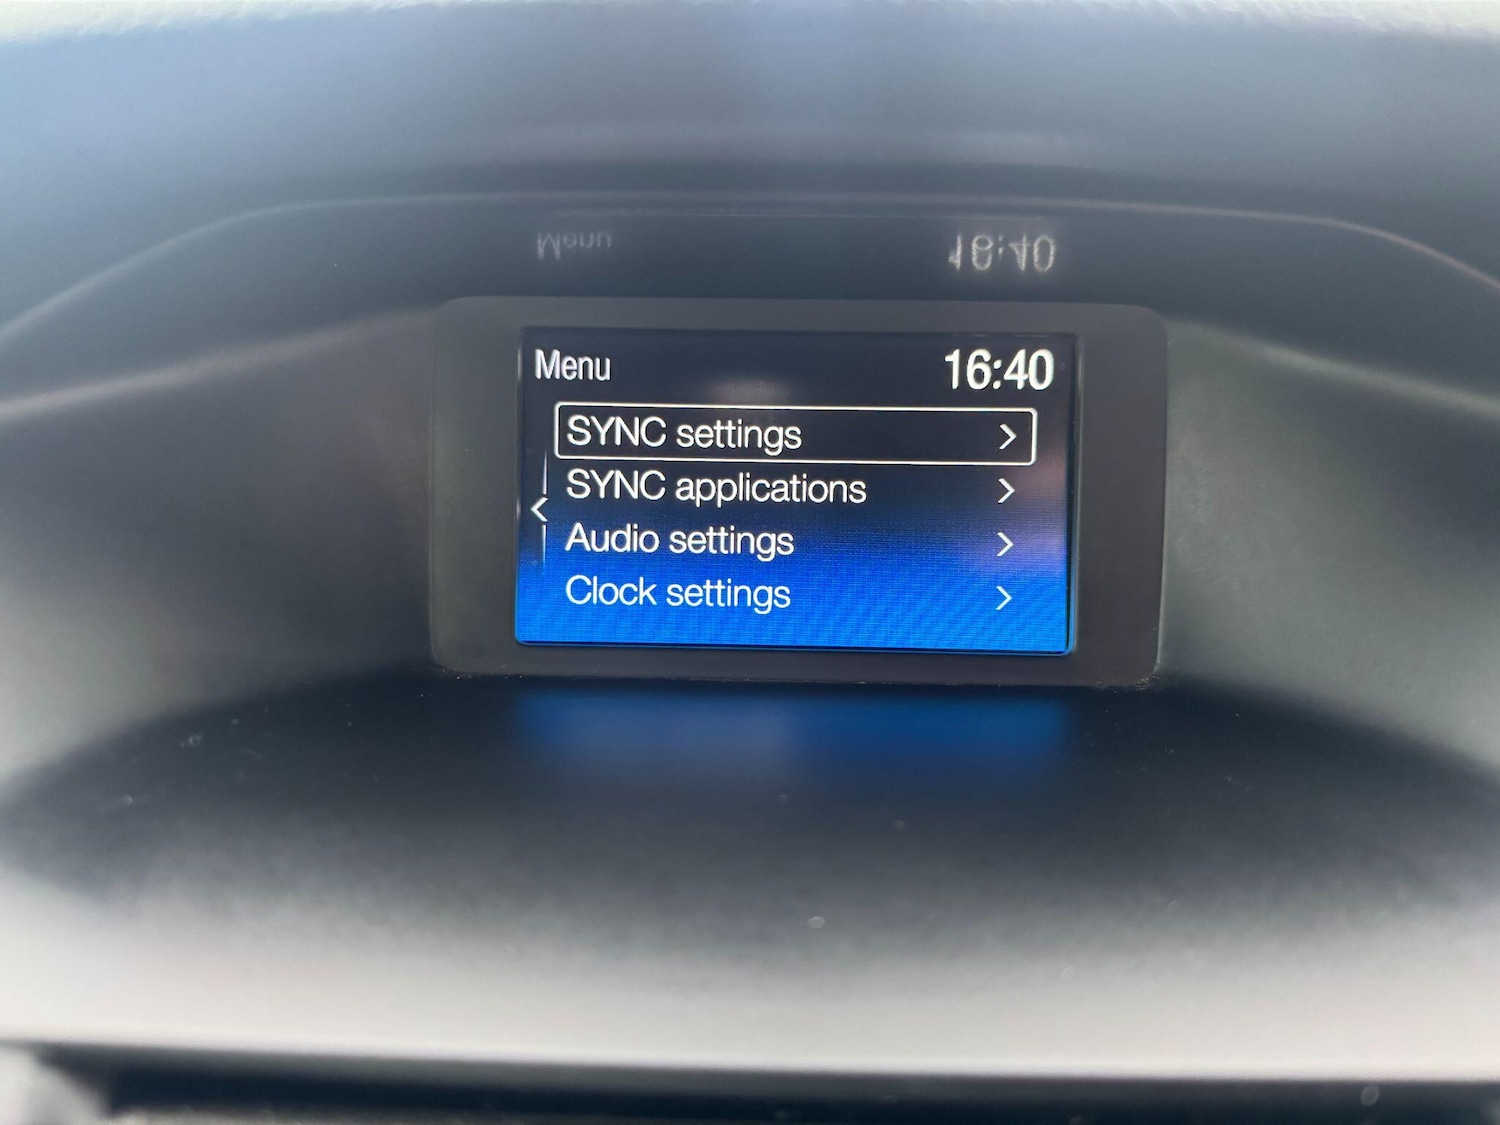 Menu 16:40
SYNC settings
SYNC applications
Audio settings
Clock settings